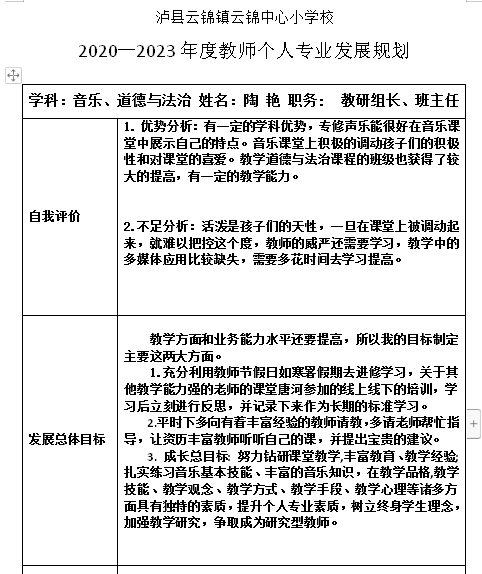 泸县云锦镇云锦中心小学校
2020—2023 年度教师个人专业发展规划
学科：音乐、道德与法治 姓名：陶 艳 职务： 教研组长、班主任
1. 优势分析：有一定的学科优势，专修声乐能很好在音乐课
堂中展示自己的特点。音乐课堂上积极的调动孩子们的积极
性和对课堂的喜爱。教学道德与法治课程的班级也获得了较
大的提高，有一定的教学能力。
自我评价
2.不足分析：活泼是孩子们的天性，一旦在课堂上被调动起
来，就难以把控这个度，教师的威严还需要学习，教学中的
多媒体应用比较缺失，需要多花时间去学习提高。
教学方面和业务能力水平还要提高，所以我的目标制定
主要这两大方面。
1.充分利用教师节假日如寒暑假期去进修学习，关于其
他教学能力强的老师的课堂唐河参加的线上线下的培训，学
习后立刻进行反思，并记录下来作为长期的标准学习。
发展总体目标
2.平时下多向有着丰富经验的教师请教，多请老师帮忙指
导，让资历丰富教师听听自己的课，并提出宝贵的建议。
3. 成长总目标：努力钻研课堂教学,丰富教育、教学经验;
扎实练习音乐基本技能、丰富的音乐知识，在教学品格,教学
技能、教学观念、教学方式、教学手段、教学心理等诸多方
面具有独特的素质，提升个人专业素质，树立终身学生理念，
加强教学研究，争取成为研究型教师。